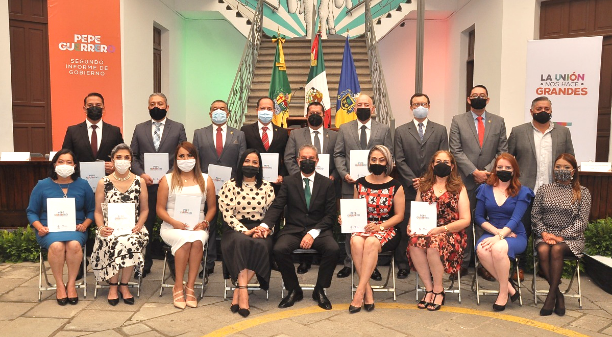 PEPE
GUERRERO
SEGUNDO
INFORME DE
GOBIERNO
LA UNIÓN
NOS HACE
GRANDES